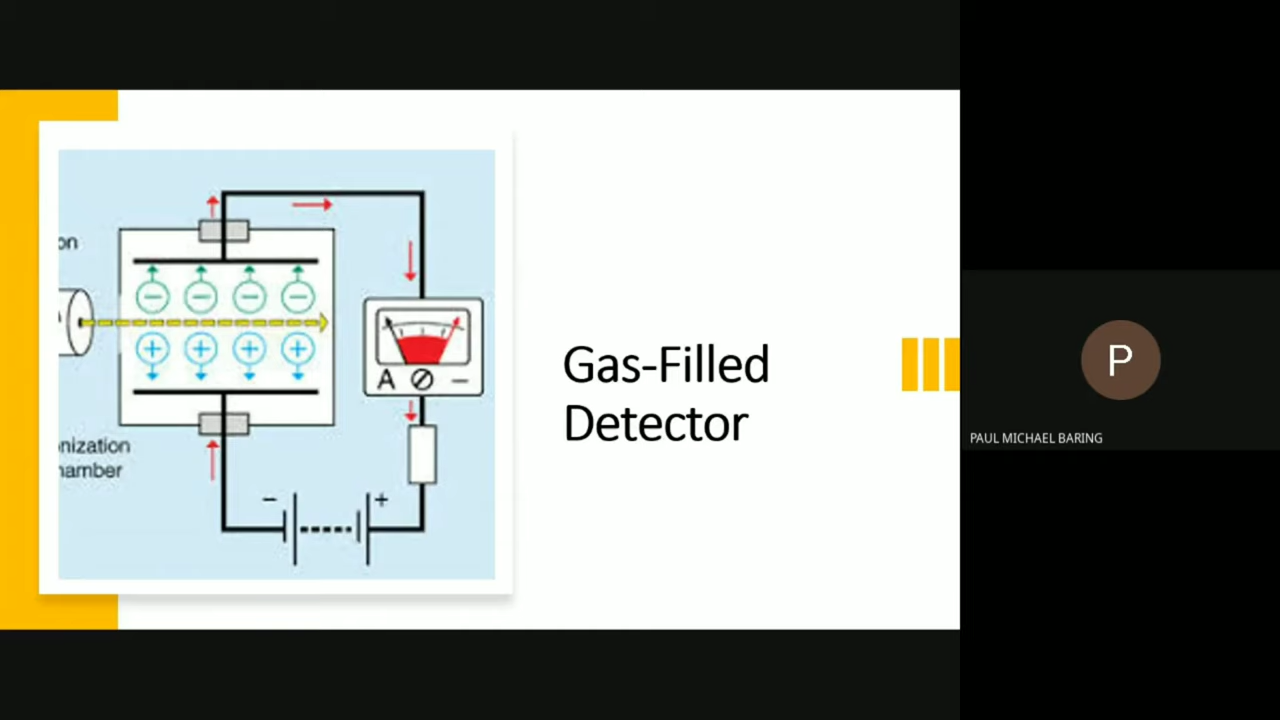 on
nization
hamber
A ⊘ −
− +
Gas-Filled
Detector
P
PAUL MICHAEL BARING